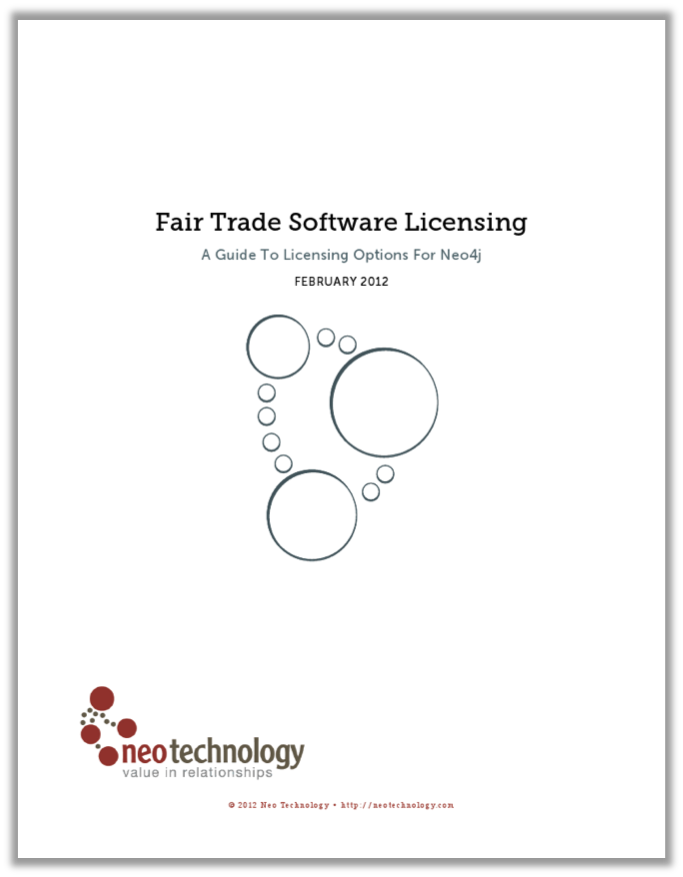 Fair Trade Software Licensing
A Guide To Licensing Options For Neo4j
FEBRUARY 2012
neotechnology
value in relationships
© 2012 Neo Technology • http://neotechnology.com